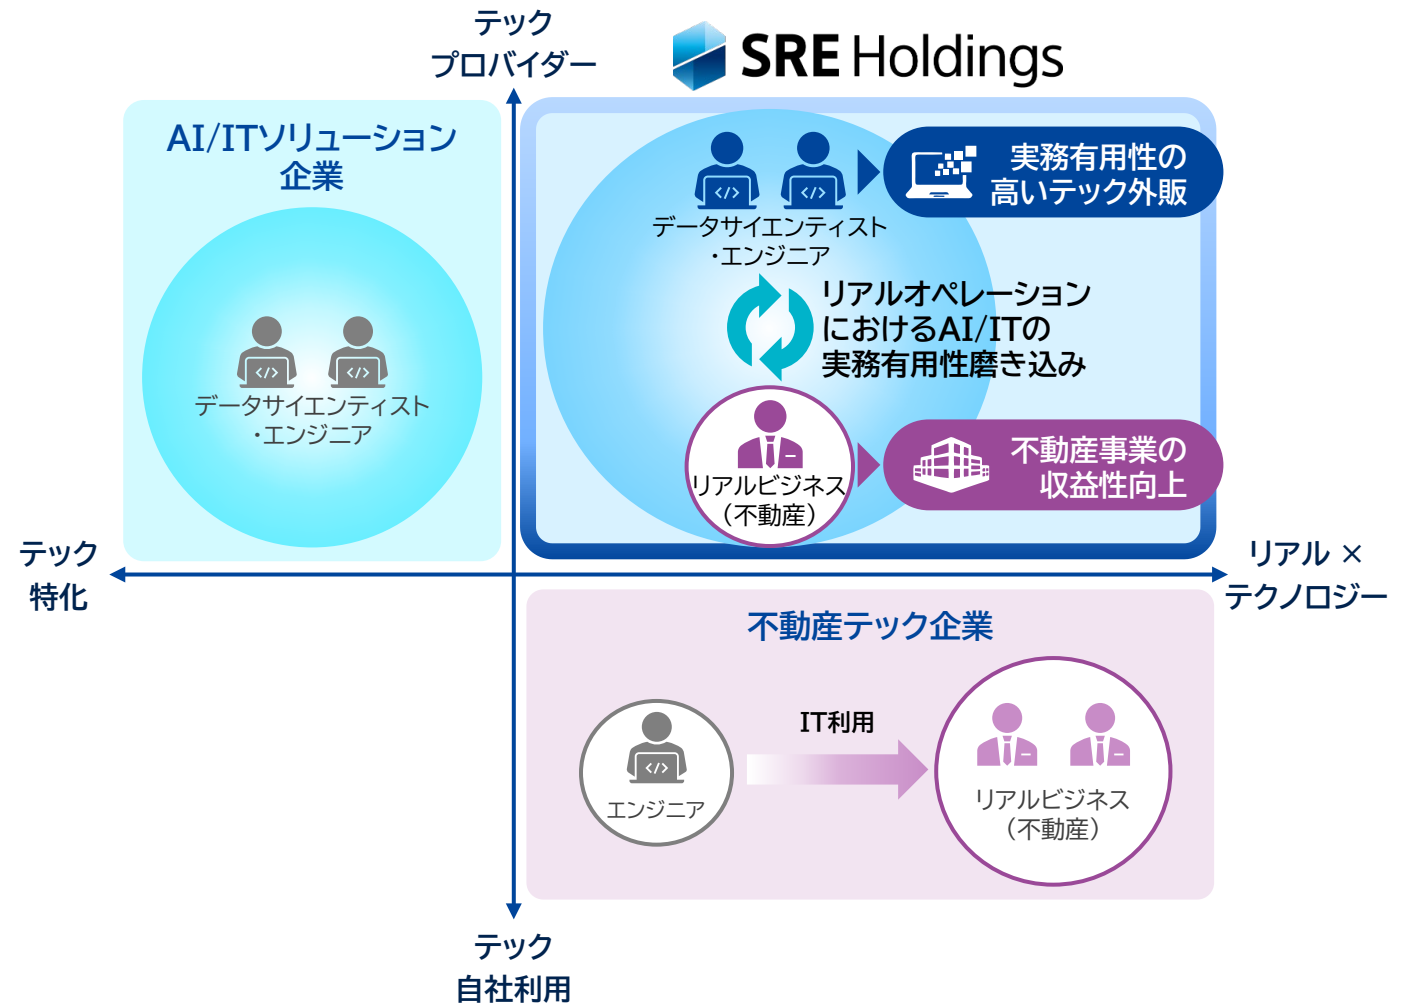 テック
プロバイダー
SRE Holdings
AI/ITソリューション
企業
</>
</>
データサイエンティスト
・エンジニア
</>
</>
データサイエンティスト
・エンジニア
実務有用性の
高いテック外販
リアルオペレーション
におけるAI/ITの
実務有用性磨き込み
リアルビジネス
（不動産）
不動産事業の
収益性向上
テック
特化
リアル ×
テクノロジー
不動産テック企業
</>
エンジニア
IT利用
リアルビジネス
（不動産）
テック
自社利用